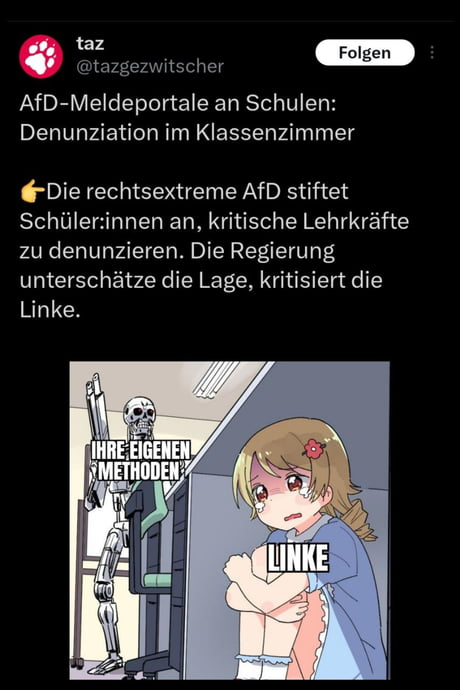 taz
@tazgezwitscher
Folgen
AfD-Meldeportale an Schulen:
Denunziation im Klassenzimmer
👉Die rechtsextreme AfD stiftet
Schüler:innen an, kritische Lehrkräfte
zu denunzieren. Die Regierung
unterschätze die Lage, kritisiert die
Linke.
IHRE EIGENEN
METHODEN
LINKE